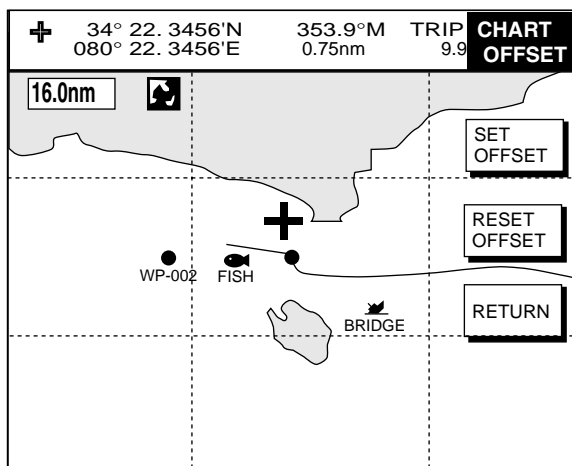 34° 22. 3456'N 353.9°M TRIP CHART
080° 22. 3456'E 0.75nm 9.9 OFFSET
16.0nm
SET
OFFSET
RESET
OFFSET
WP-002 FISH
RETURN
BRIDGE